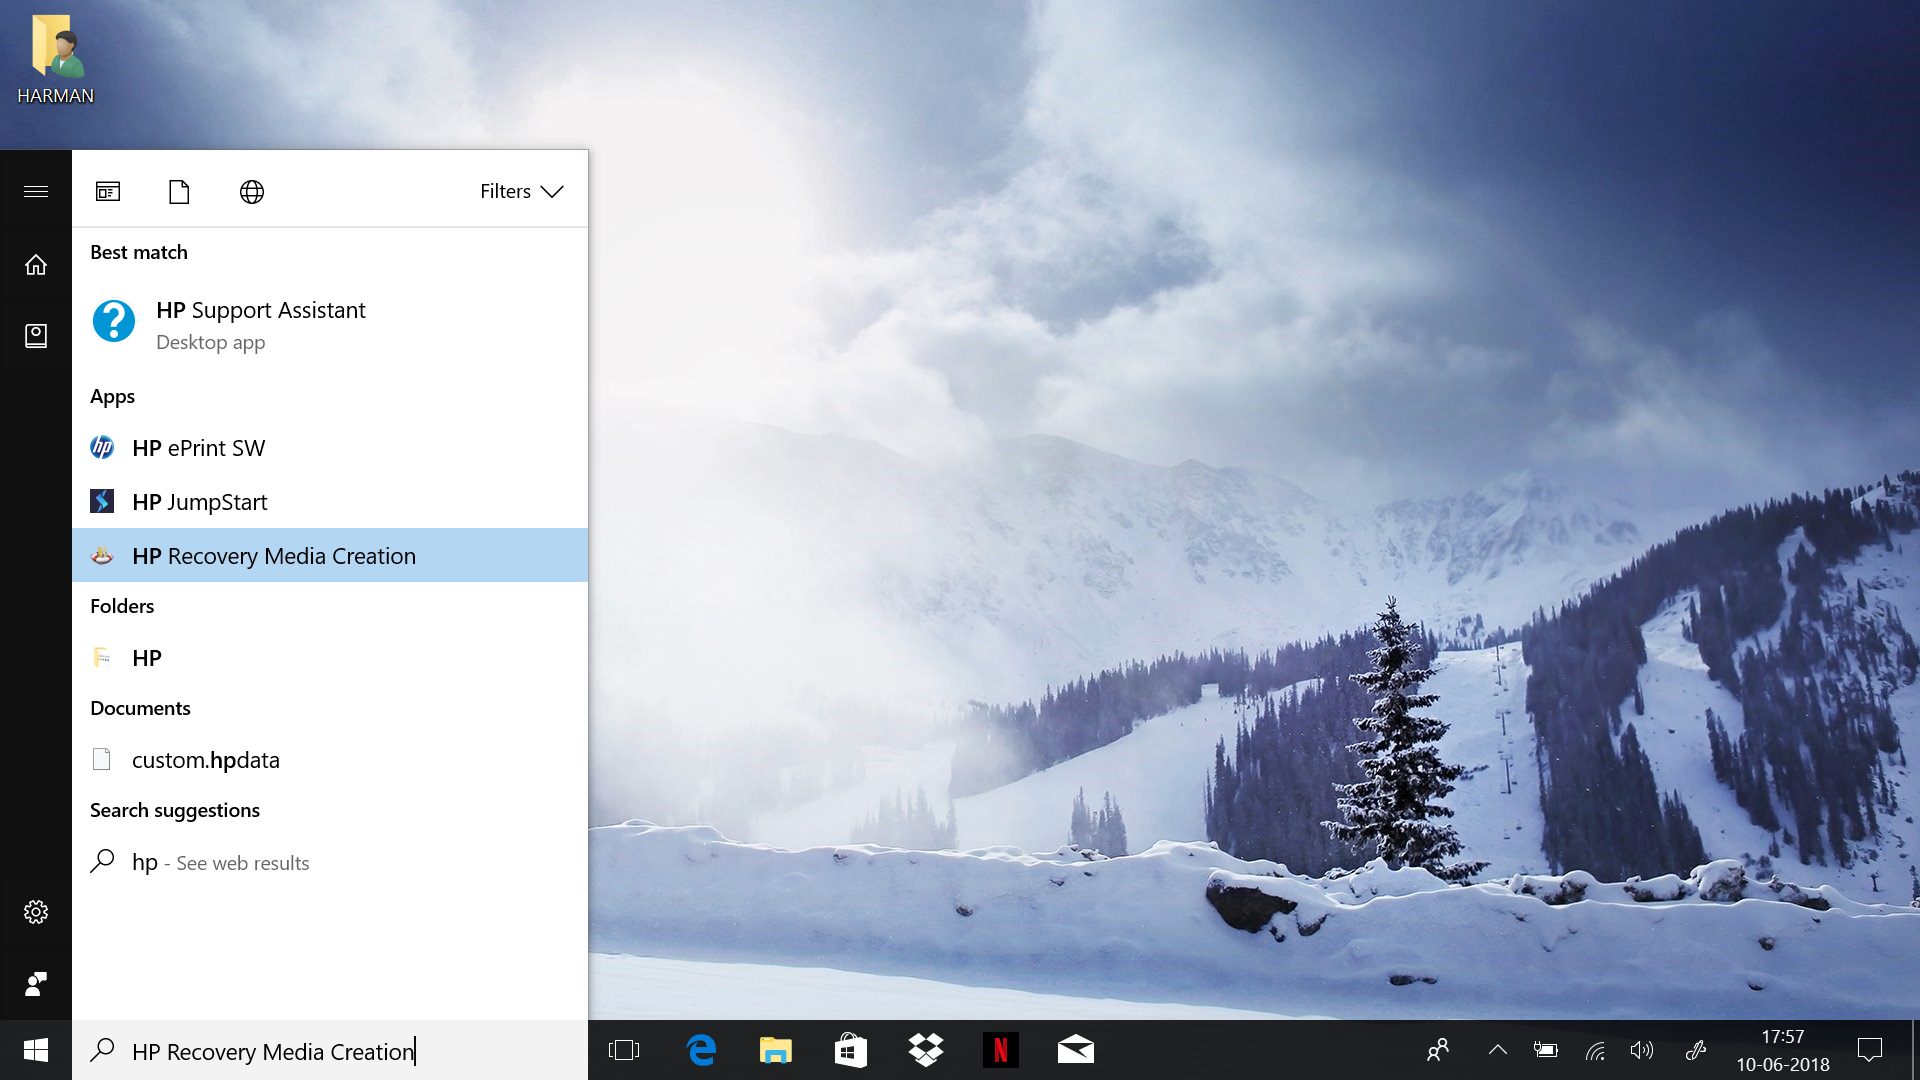 HARMAN
Filters
Best match
HP Support Assistant
Desktop app
Apps
hp HP ePrint SW
HP JumpStart
HP Recovery Media Creation
Folders
HP
Documents
custom.hpdata
Search suggestions
hp - See web results
HP Recovery Media Creation
N
17:57
10-06-2018